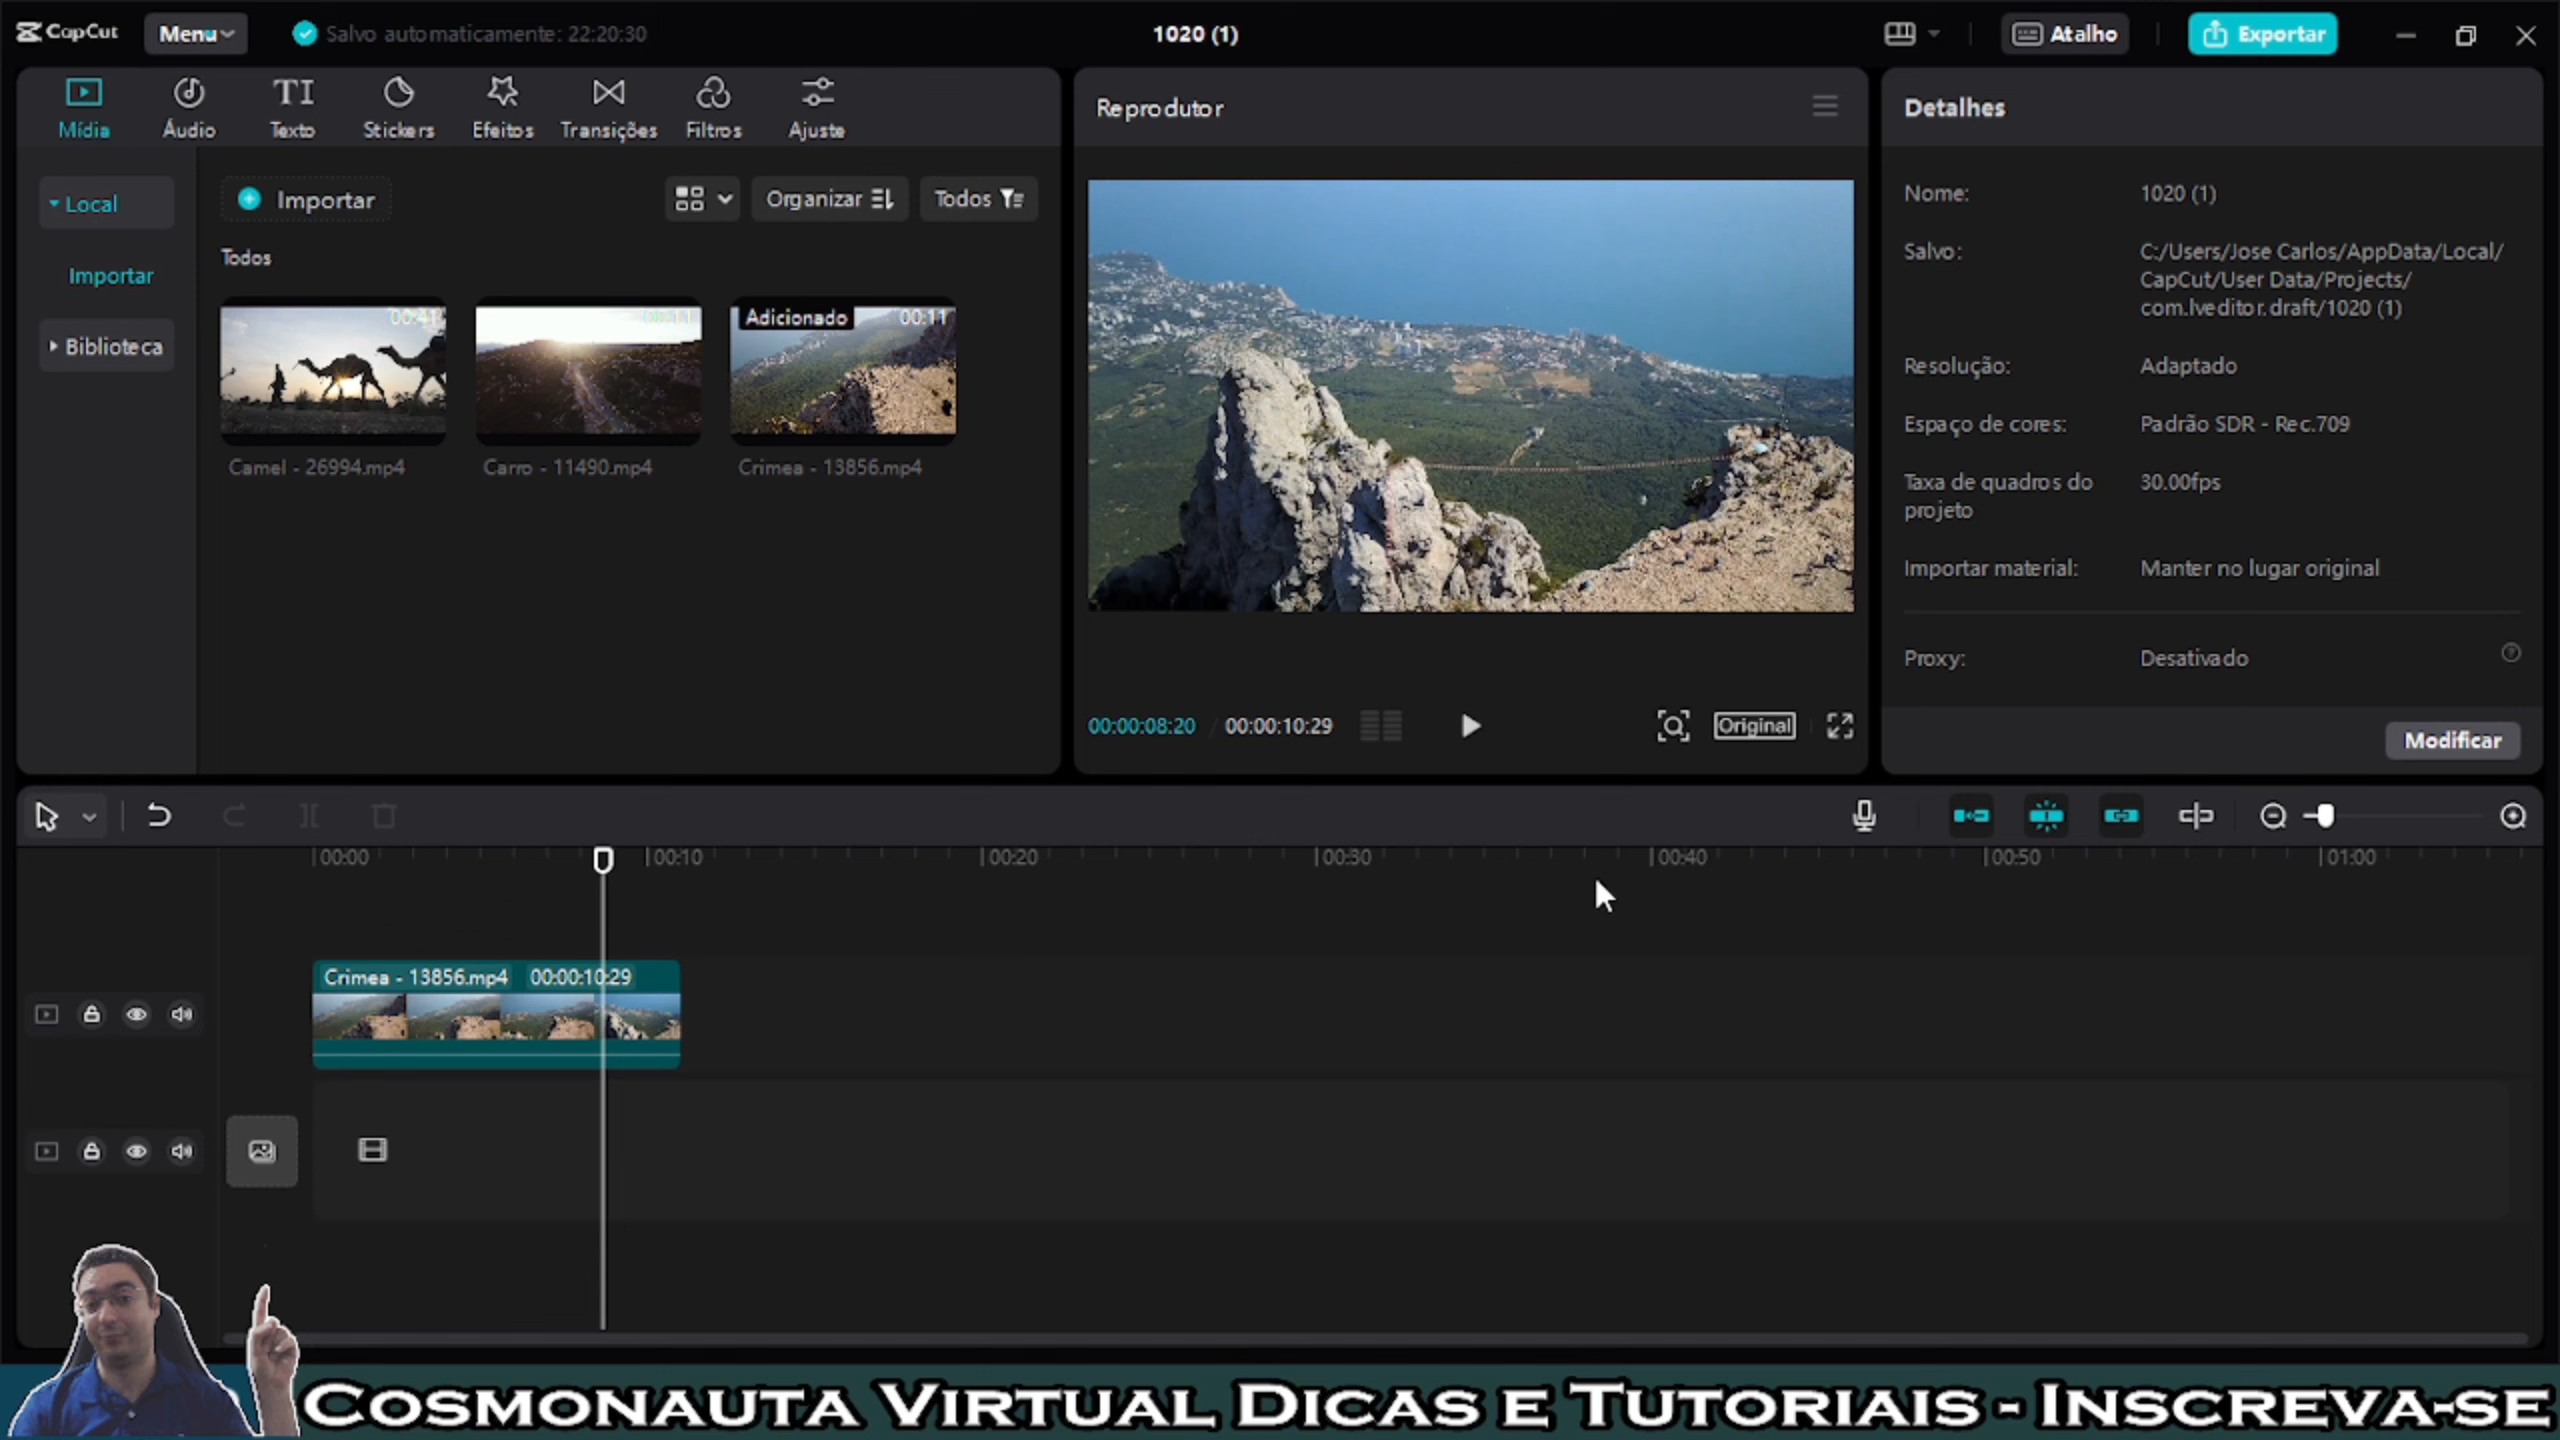 CapCut
Menu
Salvo automaticamente: 22:20:30
1020 (1)
Atalho
Exportar
Mídia
Áudio
Texto
Stickers
Efeitos
Transições
Filtros
Ajuste
Local
Importar
Biblioteca
Importar
Organizar
Todos
Todos
00:41
00:11
Adicionado
00:11
Camel - 26994.mp4
Carro - 11490.mp4
Crimea - 13856.mp4
Reprodutor
00:00:08:20 / 00:00:10:29
Original
Detalhes
Nome: 1020 (1)
Salvo: C:/Users/Jose Carlos/AppData/Local/
CapCut/User Data/Projects/
com.lveditor.draft/1020 (1)
Resolução: Adaptado
Espaço de cores: Padrão SDR - Rec.709
Taxa de quadros do 30.00fps
projeto
Importar material: Manter no lugar original
Proxy: Desativado
Modificar
00:00
00:10
00:20
00:30
00:40
00:50
01:00
Crimea - 13856.mp4 00:00:10:29
Cosmonauta Virtual Dicas e Tutoriais - Inscreva-se